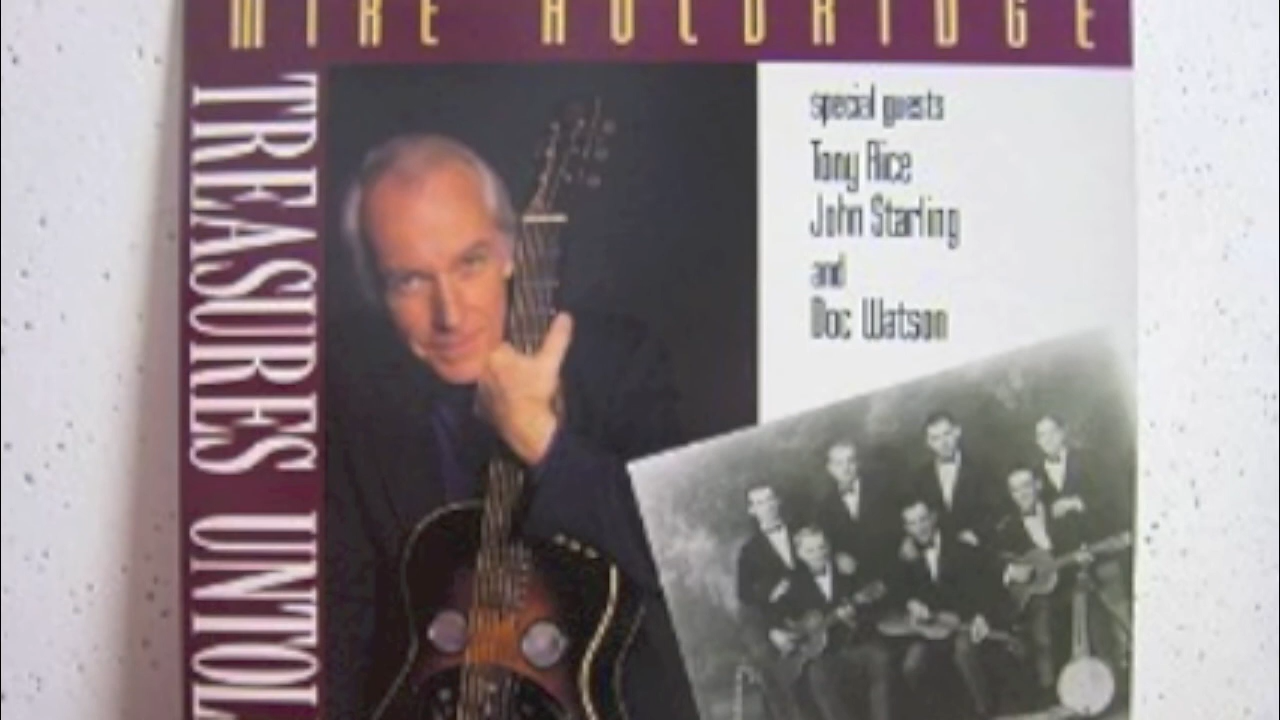 MIKE AULDRIDGE
TREASURES UNTOL
special guests
Tony Rice
John Starling
and
Doc Watson